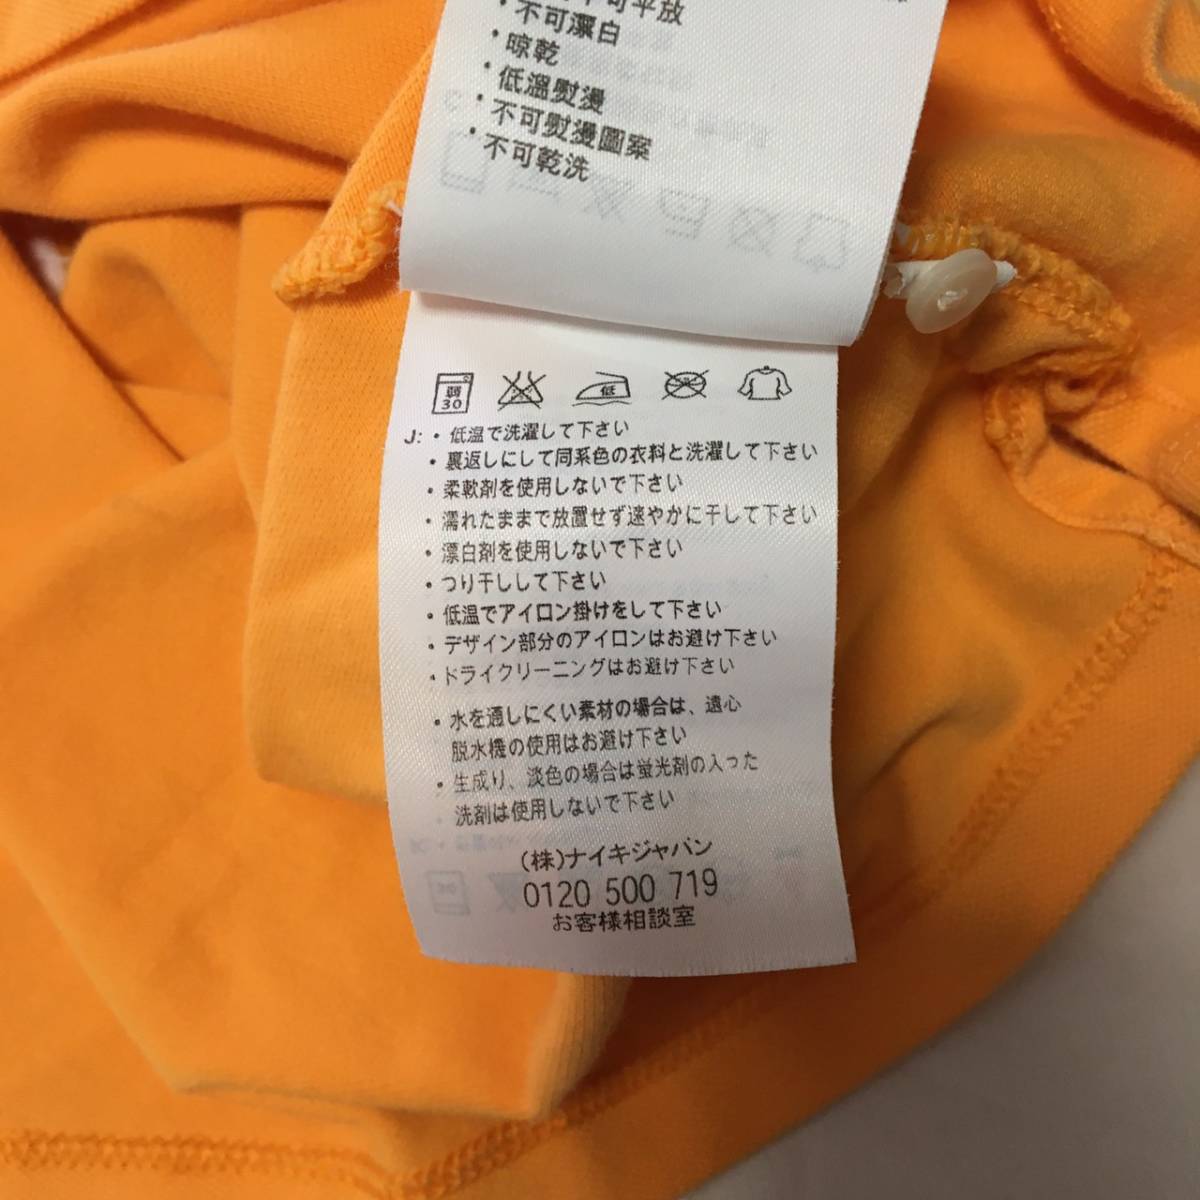 ・不可漂白
・晾乾
・低溫熨燙
・不可熨燙圖案
・不可乾洗
弱
30
低
J: ・低温で洗濯して下さい
・裏返しにして同系色の衣料と洗濯して下さい
・柔軟剤を使用しないで下さい
・濡れたままで放置せず速やかに干して下さい
・漂白剤を使用しないで下さい
・つり干しして下さい
・低温でアイロン掛けをして下さい
・デザイン部分のアイロンはお避け下さい
・ドライクリーニングはお避け下さい
・水を通しにくい素材の場合は、遠心
脱水機の使用はお避け下さい
・生成り、淡色の場合は蛍光剤の入った
洗剤は使用しないで下さい
(株)ナイキジャパン
0120 500 719
お客様相談室